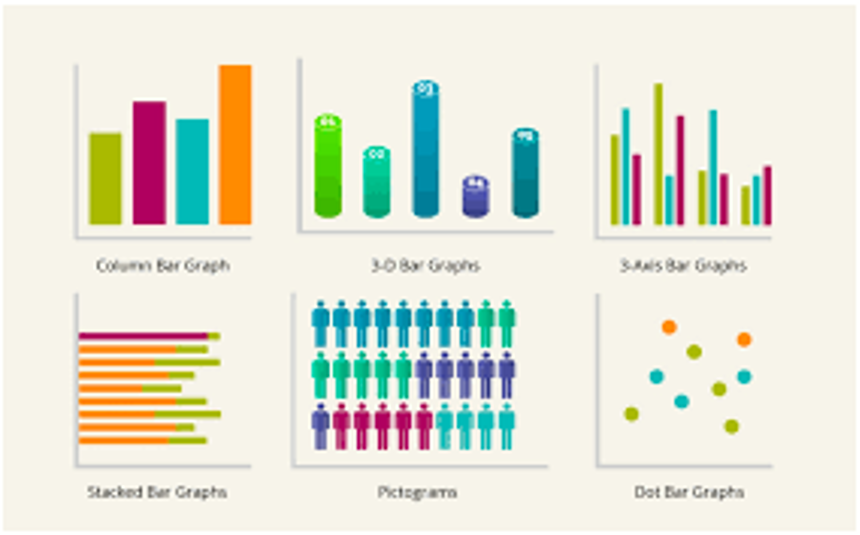 Column Bar Graph
3-D Bar Graphs
3-Axis Bar Graphs
Stacked Bar Graphs
Pictograms
Dot Bar Graphs